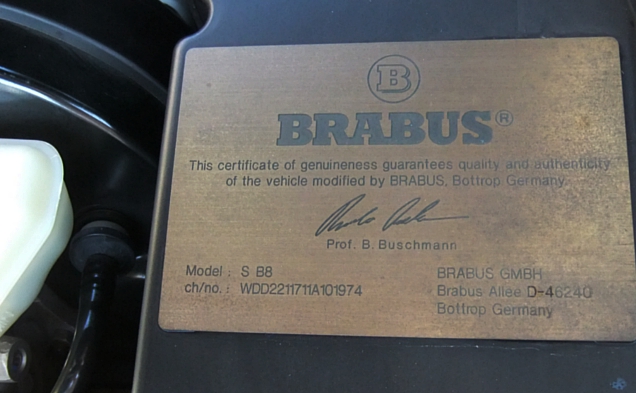 B
BRABUS®
This certificate of genuineness guarantees quality and authenticity
of the vehicle modified by BRABUS, Bottrop Germany.
Prof. B. Buschmann
Model : S B8
ch/no. : WDD2211711A101974
BRABUS GMBH
Brabus Allee D-46240
Bottrop Germany